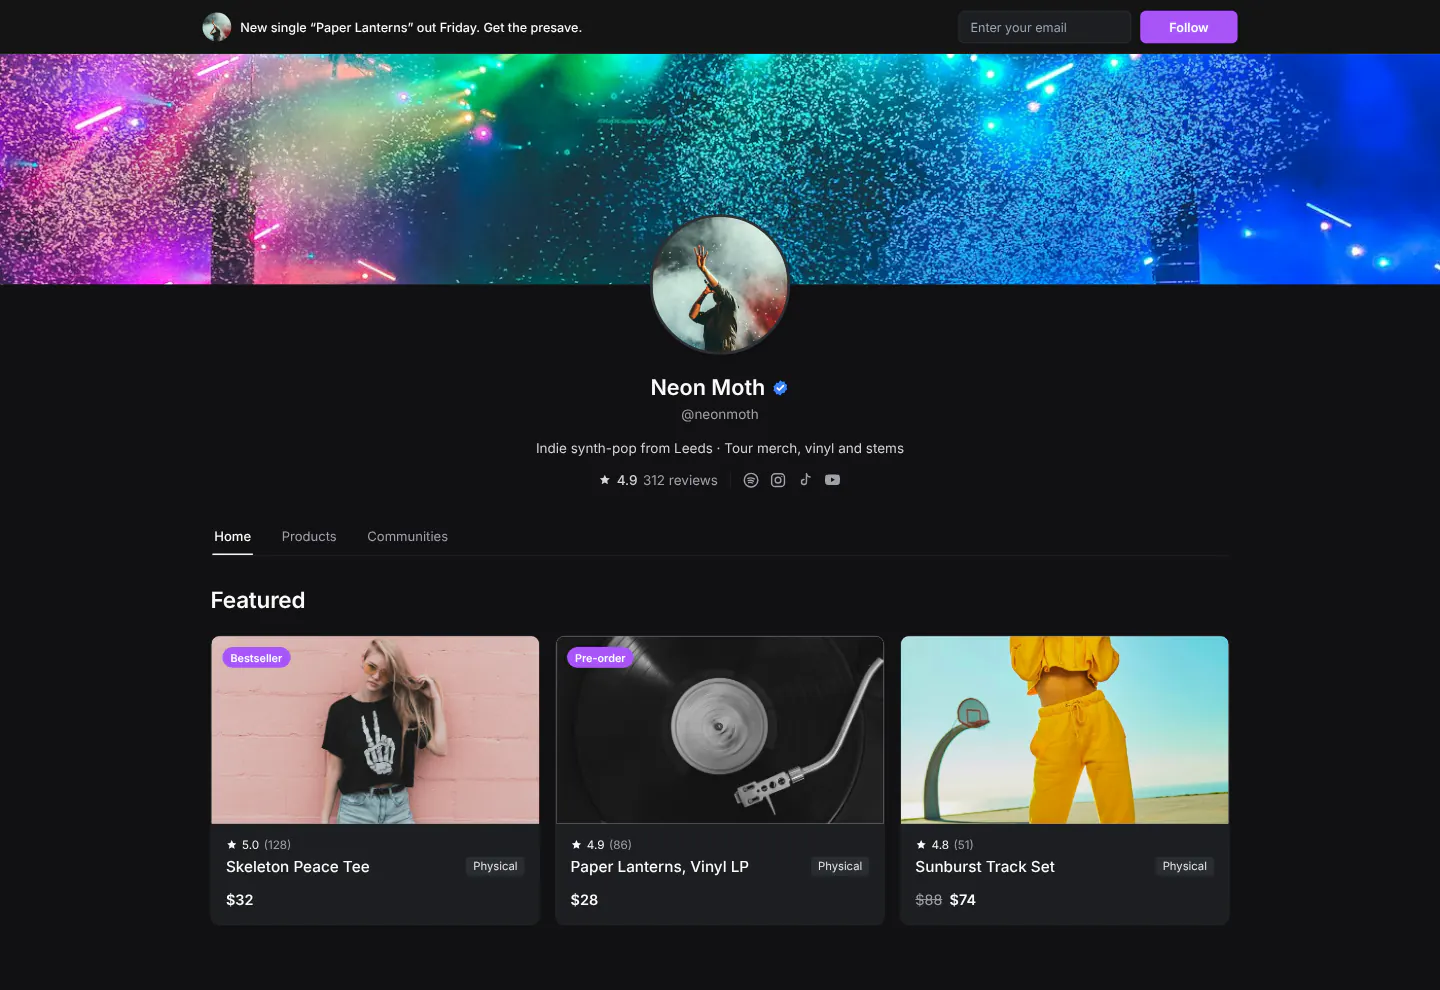 New single “Paper Lanterns” out Friday. Get the presave.
Enter your email
Follow
Neon Moth
@neonmoth
Indie synth-pop from Leeds · Tour merch, vinyl and stems
4.9 312 reviews
Home
Products
Communities
Featured
Bestseller
5.0 (128)
Skeleton Peace Tee
Physical
$32
Pre-order
4.9 (86)
Paper Lanterns, Vinyl LP
Physical
$28
4.8 (51)
Sunburst Track Set
Physical
$88 $74